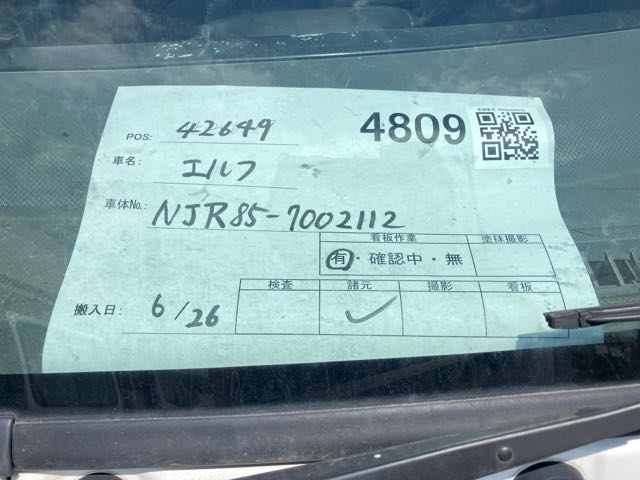 4809
POS: 42649
車名: エルフ
車体No.: NJR85-7002112
看板作業 塗抹撮影
有・確認中・無
検査 諸元 撮影 看板
搬入日: 6/26 ✓